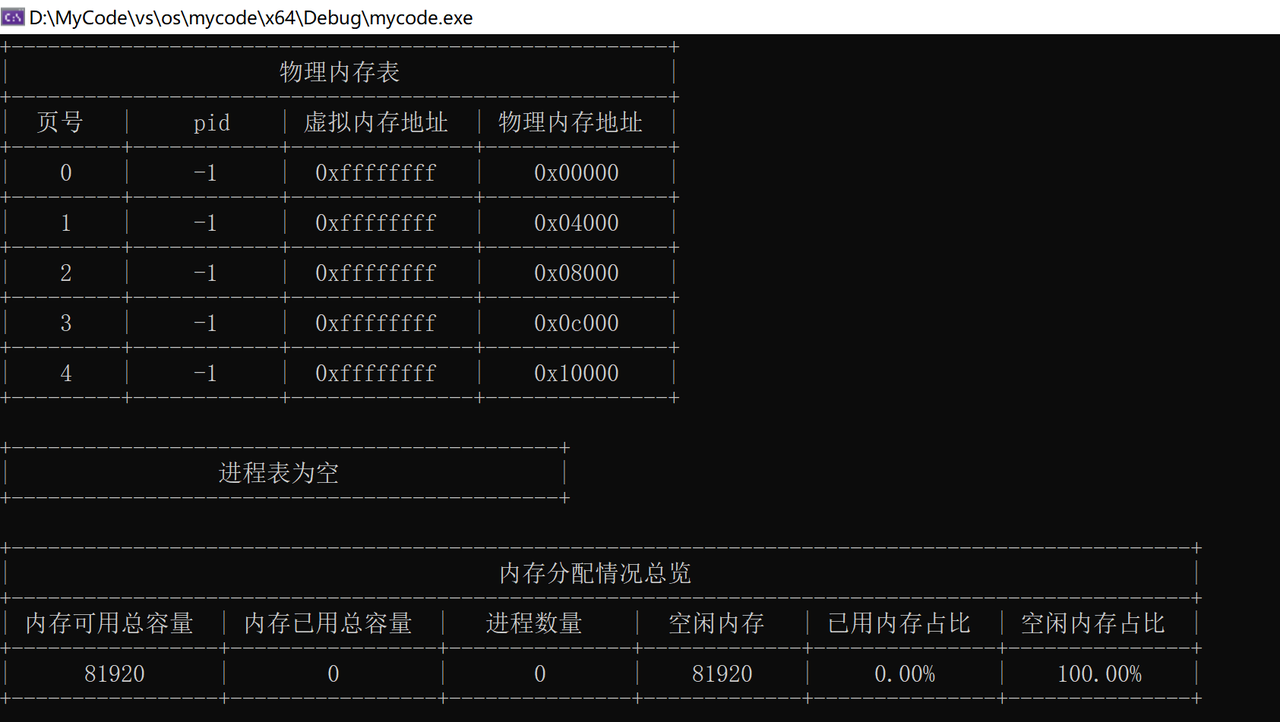 D:\MyCode\vs\os\mycode\x64\Debug\mycode.exe
物理内存表
页号 pid 虚拟内存地址 物理内存地址
0 -1 0xffffffff 0x00000
1 -1 0xffffffff 0x04000
2 -1 0xffffffff 0x08000
3 -1 0xffffffff 0x0c000
4 -1 0xffffffff 0x10000
进程表为空
内存分配情况总览
内存可用总容量 内存已用总容量 进程数量 空闲内存 已用内存占比 空闲内存占比
81920 0 0 81920 0.00% 100.00%